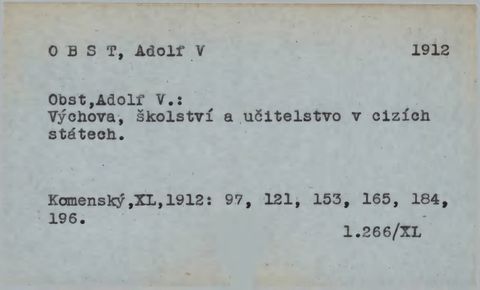 O B S T, Adolf V 1912
Obst,Adolf V.:
Výchova, školství a učitelstvo v cizích
státech.
Komenský,XL,1912: 97, 121, 153, 165, 184,
196.
1.266/XL